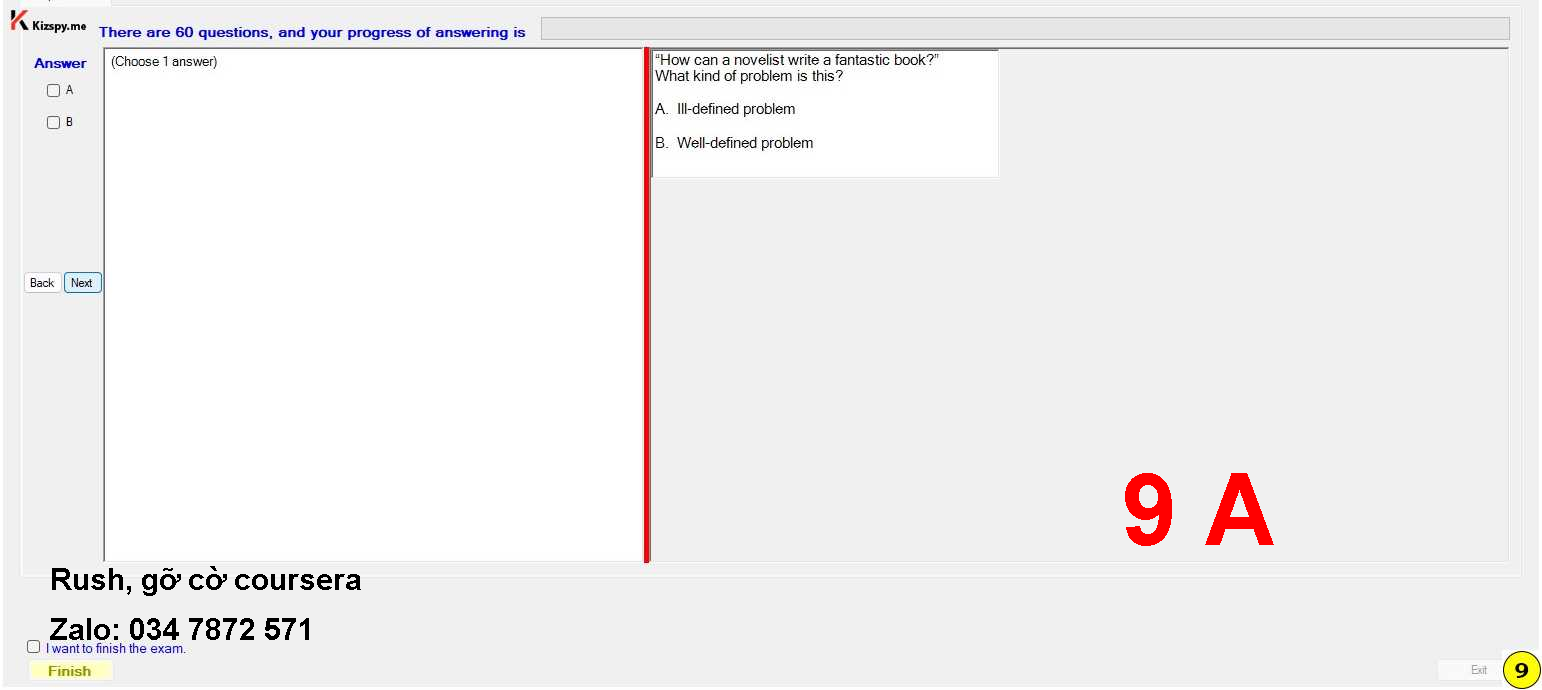 Kizspy.me
There are 60 questions, and your progress of answering is
Answer
A
B
Back
Next
(Choose 1 answer)
“How can a novelist write a fantastic book?”
What kind of problem is this?
A. Ill-defined problem
B. Well-defined problem
9 A
Rush, gỡ cờ coursera
Zalo: 034 7872 571
I want to finish the exam.
Finish
Exit
9